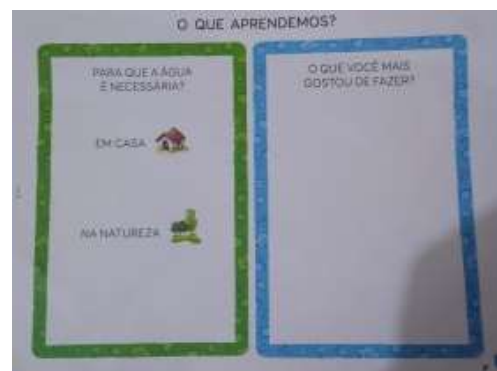 O QUE APRENDEMOS?
PARA QUE A ÁGUA
É NECESSÁRIA?
EM CASA
NA NATUREZA
O QUE VOCÊ MAIS
GOSTOU DE FAZER?